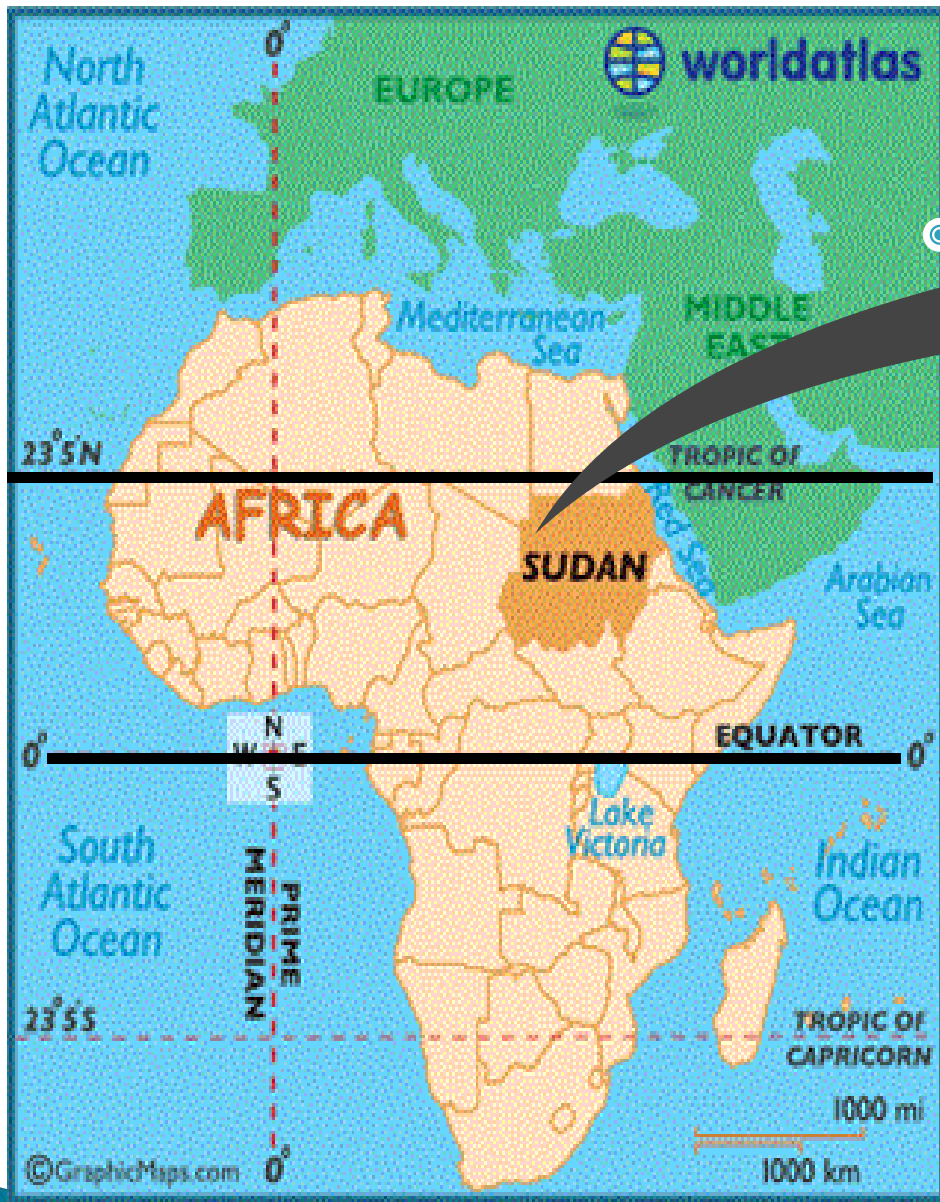 0°
North
Atlantic
Ocean
worldatlas
EUROPE
MIDDLE
EAST
Mediterranean
Sea
23°5'N
TROPIC OF
CANCER
AFRICA
Red Sea
SUDAN
Arabian
Sea
N
W E
S
EQUATOR
0°
0°
Lake
Victoria
South
Atlantic
Ocean
PRIME
MERIDIAN
Indian
Ocean
23°5'S
TROPIC OF
CAPRICORN
1000 mi
1000 km
©GraphicMaps.com
0°